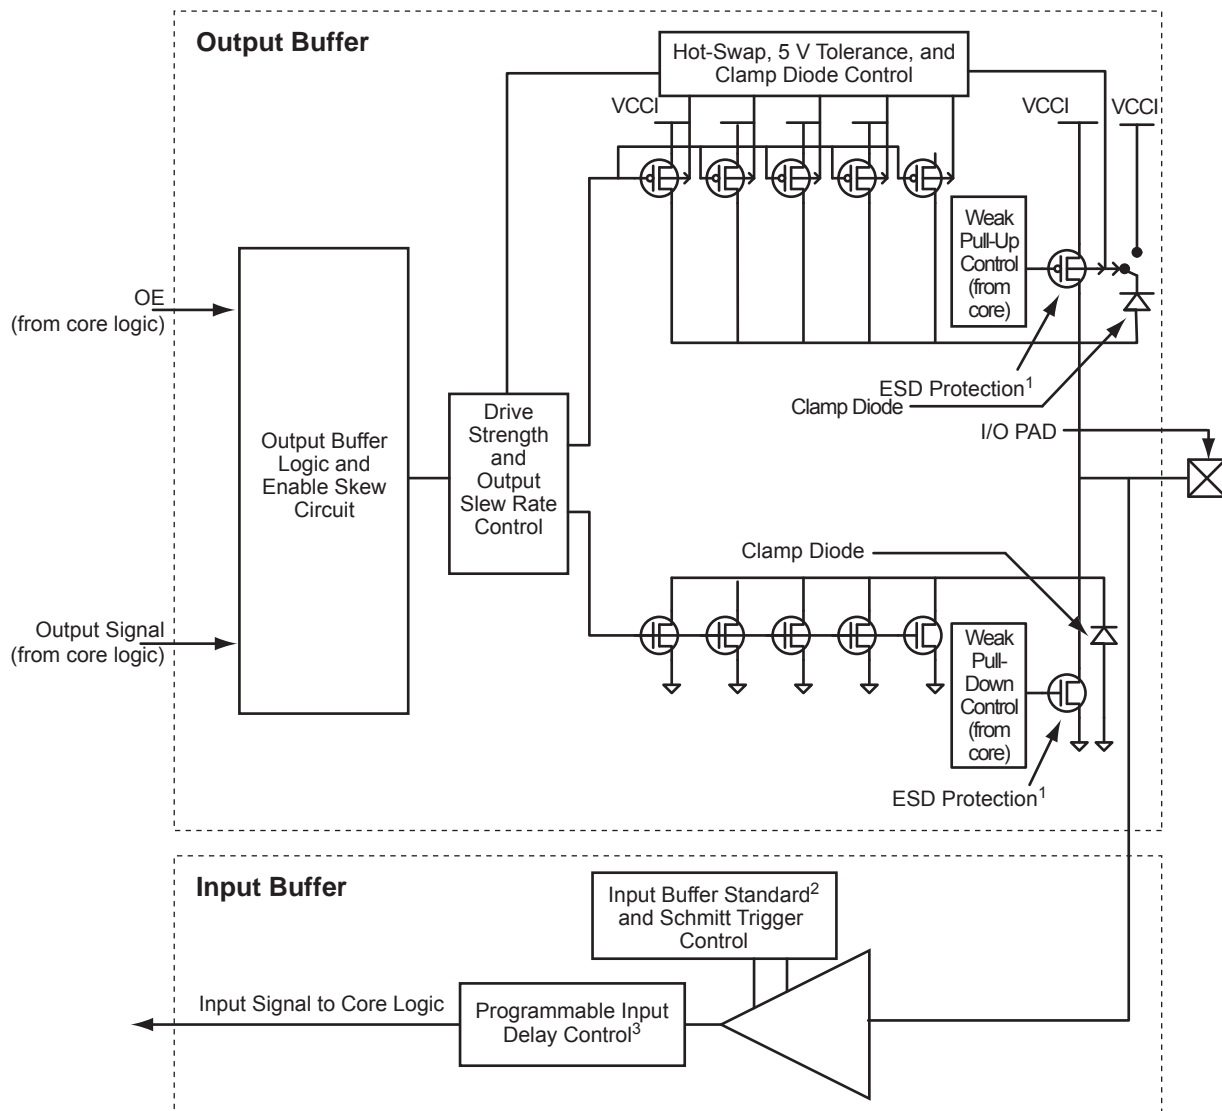 Output Buffer
Hot-Swap, 5 V Tolerance, and
Clamp Diode Control
VCCI
VCCI
VCCI
Weak
Pull-Up
Control
(from
core)
OE
(from core logic)
ESD Protection1
Clamp Diode
I/O PAD
Output Buffer
Logic and
Enable Skew
Circuit
Drive
Strength
and
Output
Slew Rate
Control
Clamp Diode
Output Signal
(from core logic)
Weak
Pull-
Down
Control
(from
core)
ESD Protection1
Input Buffer
Input Buffer Standard2
and Schmitt Trigger
Control
Input Signal to Core Logic
Programmable Input
Delay Control3